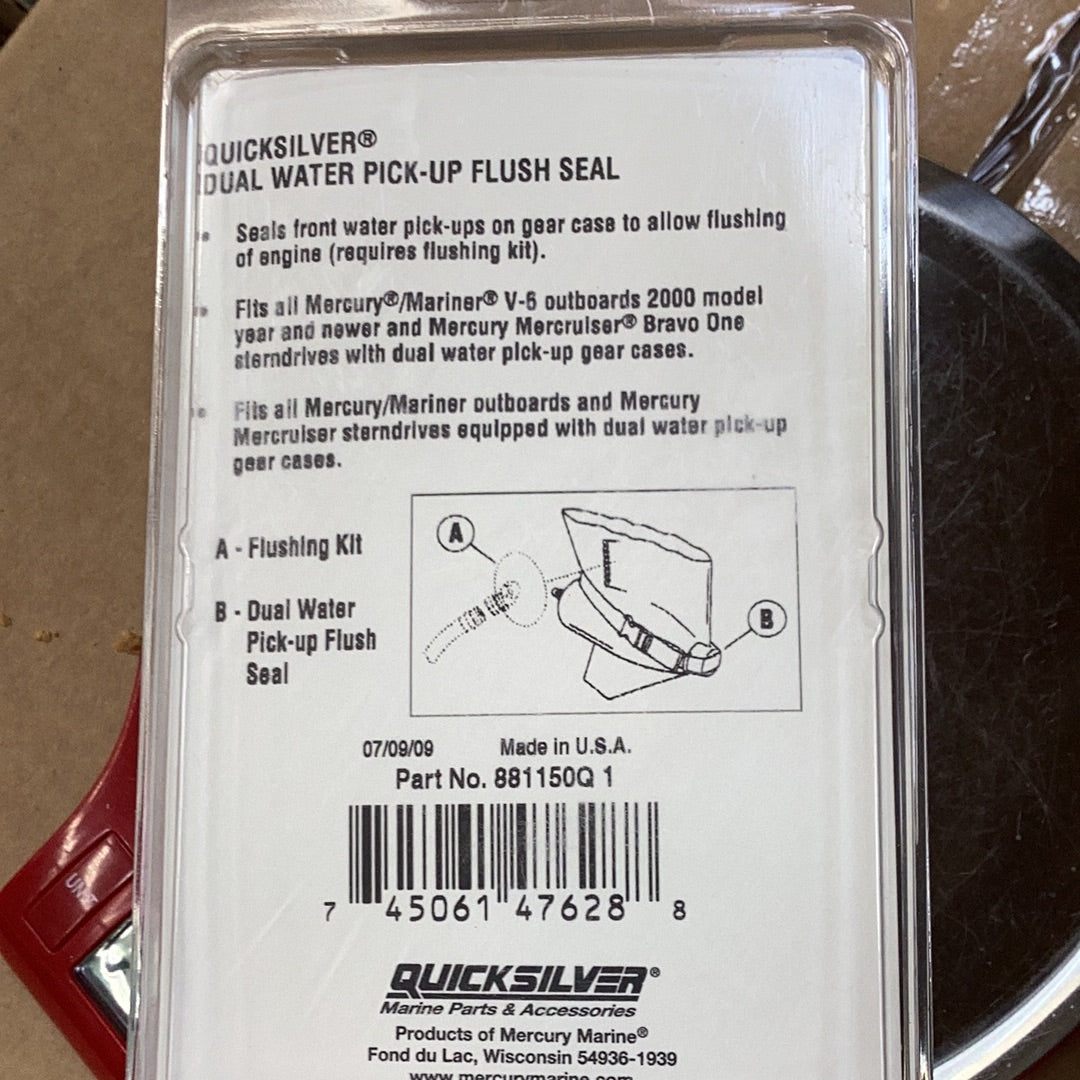 QUICKSILVER®
DUAL WATER PICK-UP FLUSH SEAL
• Seals front water pick-ups on gear case to allow flushing
of engine (requires flushing kit).
• Fits all Mercury®/Mariner® V-6 outboards 2000 model
year and newer and Mercury Mercruiser® Bravo One
sterndrives with dual water pick-up gear cases.
• Fits all Mercury/Mariner outboards and Mercury
Mercruiser sterndrives equipped with dual water pick-up
gear cases.
A - Flushing Kit
B - Dual Water
Pick-up Flush
Seal
A
B
07/09/09 Made in U.S.A.
Part No. 881150Q 1
7 45061 47628 8
QUICKSILVER®
Marine Parts & Accessories
Products of Mercury Marine®
Fond du Lac, Wisconsin 54936-1939
www.mercurymarine.com